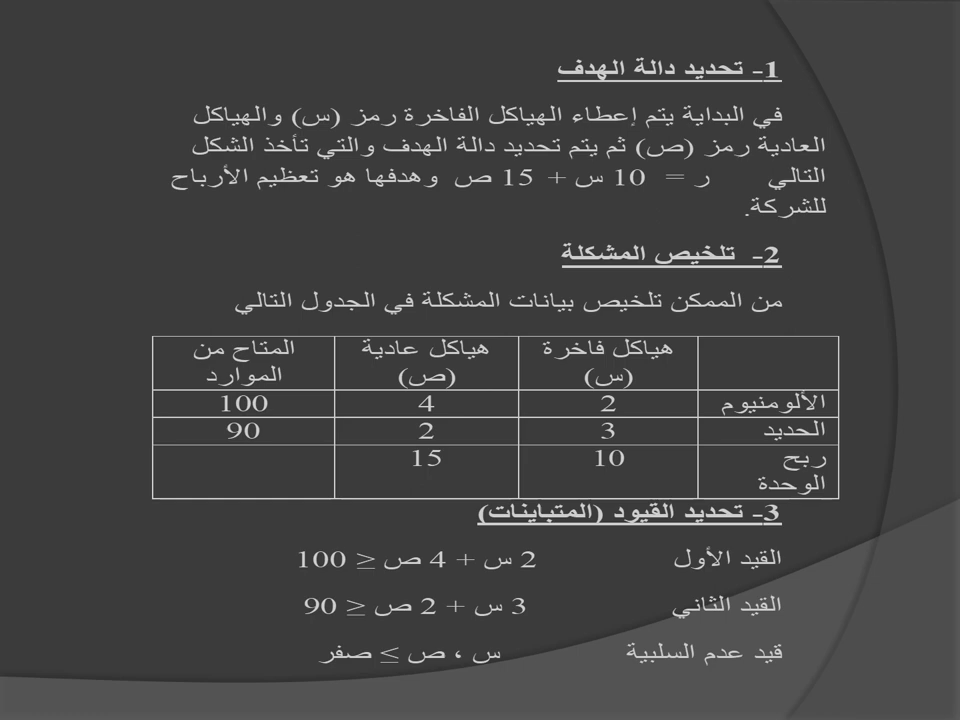 1- تحديد دالة الهدف
في البداية يتم إعطاء الهياكل الفاخرة رمز (س) والهياكل
العادية رمز (ص) ثم يتم تحديد دالة الهدف والتي تأخذ الشكل
التالي ر = 10 س + 15 ص وهدفها هو تعظيم الأرباح
للشركة.
2- تلخيص المشكلة
من الممكن تلخيص بيانات المشكلة في الجدول التالي
هياكل فاخرة (س) هياكل عادية (ص) المتاح من الموارد
الألومنيوم 2 4 100
الحديد 3 2 90
ربح الوحدة 10 15
3- تحديد القيود (المتباينات)
القيد الأول 2 س + 4 ص ≥ 100
القيد الثاني 3 س + 2 ص ≥ 90
قيد عدم السلبية س ، ص ≤ صفر